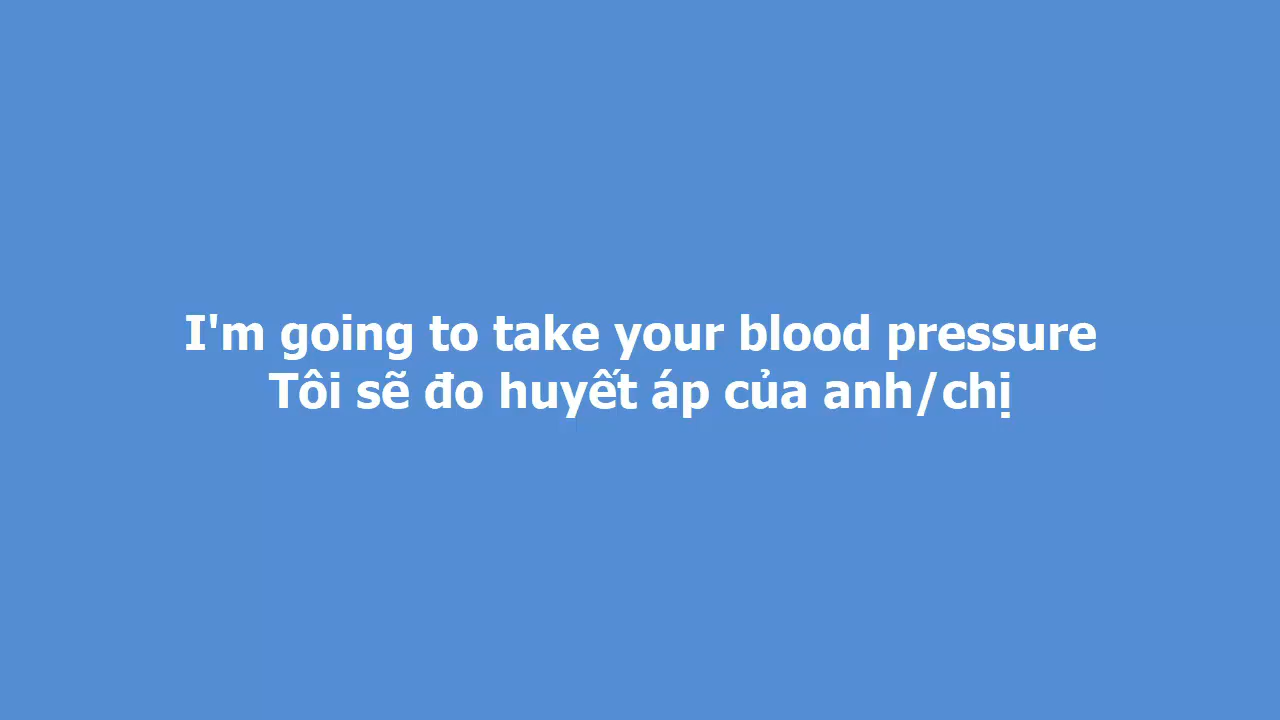 I'm going to take your blood pressure
Tôi sẽ đo huyết áp của anh/chị